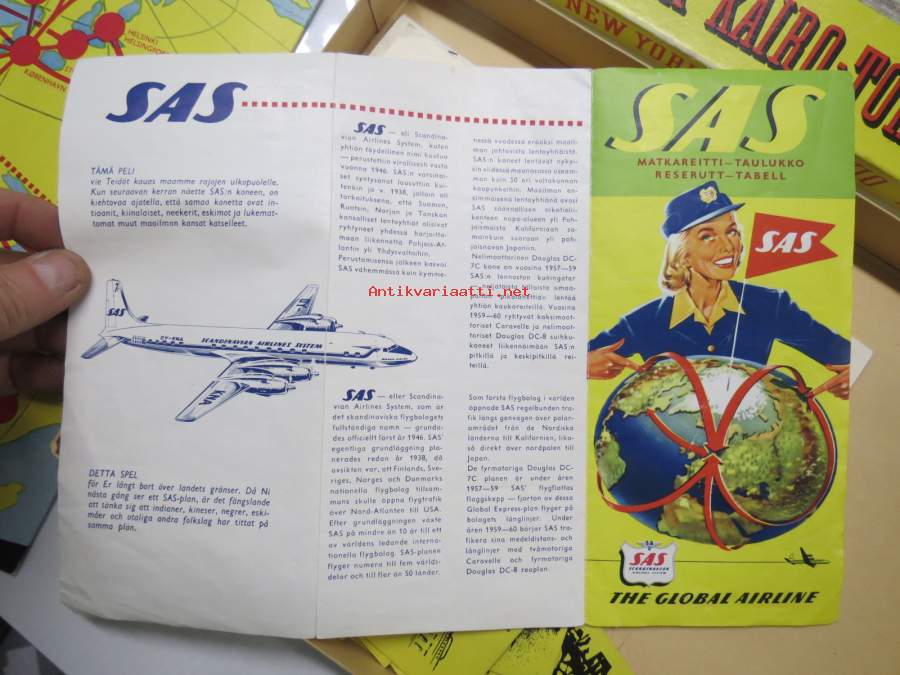 HELSINKI
HELSINGFORS
KØBENHAVN
KAIRO-TO
NEW YOR
SAS
TÄMÄ PELI
vie Teidät kauas maamme rajojen ulkopuolelle.
Kun seuraavan kerran näette SAS:n koneen, on
kiehtovaa ajatella, että samaa konetta ovat in-
tiaanit, kiinalaiset, neekerit, eskimot ja lukemat-
tomat muut maailman kansat katselleet.
SAS
SCANDINAVIAN AIRLINES SYSTEM
DETTA SPEL
för Er långt bort över landets gränser. Då Ni
nästa gång ser ett SAS-plan, är det fängslande
att tänka sig att indianer, kineser, negrer, eski-
måer och otaliga andra folkslag har tittat på
samma plan.
SAS — eli Scandina-
vian Airlines System, kuten
yhtiön täydellinen nimi kuuluu
— perustettiin virallisesti vasta
vuonna 1946. SAS:n varsinai-
set syntysanat lausuttiin kui-
tenkin jo v. 1938, jolloin oli
tarkoituksena, että Suomen,
Ruotsin, Norjan ja Tanskan
kansalliset lentoyhtiöt olisivat
ryhtyneet yhdessä harjoitta-
maan liikennettä Pohjois-At-
lantin yli Yhdysvaltoihin.
Perustamisensa jälkeen kasvoi
SAS vähemmässä kuin kymme-
nessä vuodessa erääksi maail-
man johtavista lentoyhtiöistä.
SAS:n koneet lentävät nyky-
sin viidessä maanosassa useam-
man kuin 50 eri valtakunnan
kaupunkeihin. Maailman en-
simmäisenä lentoyhtiönä avasi
SAS säännöllisen aikatauli-
kenteen napa-alueen yli Poh-
joismaista Kaliforniaan sa-
moinkuin suoraan yli poh-
joisnavan Japaniin.
Nelimoottorinen Douglas DC-
7C kone on vuosina 1957—59
SAS:n lennoston kuningatar
lentää
yhtiön kaukoreiteillä. Vuosina
1959—60 ryhtyvät kaksimoot-
toriset Caravelle ja nelimoot-
toriset Douglas DC-8 suihku-
koneet liikennöimään SAS:n
pitkillä ja keskipitkillä rei-
teillä.
Antikvariaatti.net
SAS — eller Scandina-
vian Airlines System, som är
det skandinaviska flygbolagets
fullständiga namn — grunda-
des officiellt först år 1946. SAS'
egentliga grundläggning pla-
nerades redan år 1938, då
avsikten var, att Finlands, Sve-
riges, Norges och Danmarks
nationella flygbolag tillsam-
mans skulle öppna flygtrafik
över Nord-Atlanten till USA.
Efter grundläggningen växte
SAS på mindre än 10 år till ett
av världens ledande interna-
tionella flygbolag. SAS-planen
flyger numera till fem världs-
delar och till fler än 50 länder.
Som första flygbolag i världen
öppnade SAS regelbunden tra-
fik längs genvägen över polar-
området från de Nordiska
länderna till Kalifornien, lika-
så direkt över nordpolen till
Japan.
De fyrmotoriga Douglas DC-
7C planen är under åren
1957—59 SAS' flygflottas
flaggskepp — fjorton av dessa
Global Express-plan flyger på
bolagets långlinjer. Under
åren 1959—60 börjar SAS tra-
fikera sina medeldistans- och
långlinjer med tvåmotoriga
Caravelle och fyrmotoriga
Douglas DC-8 reaplan.
SAS
MATKAREITTI—TAULUKKO
RESERUTT—TABELL
SAS
SAS
SCANDINAVIAN
AIRLINES SYSTEM
THE GLOBAL AIRLINE